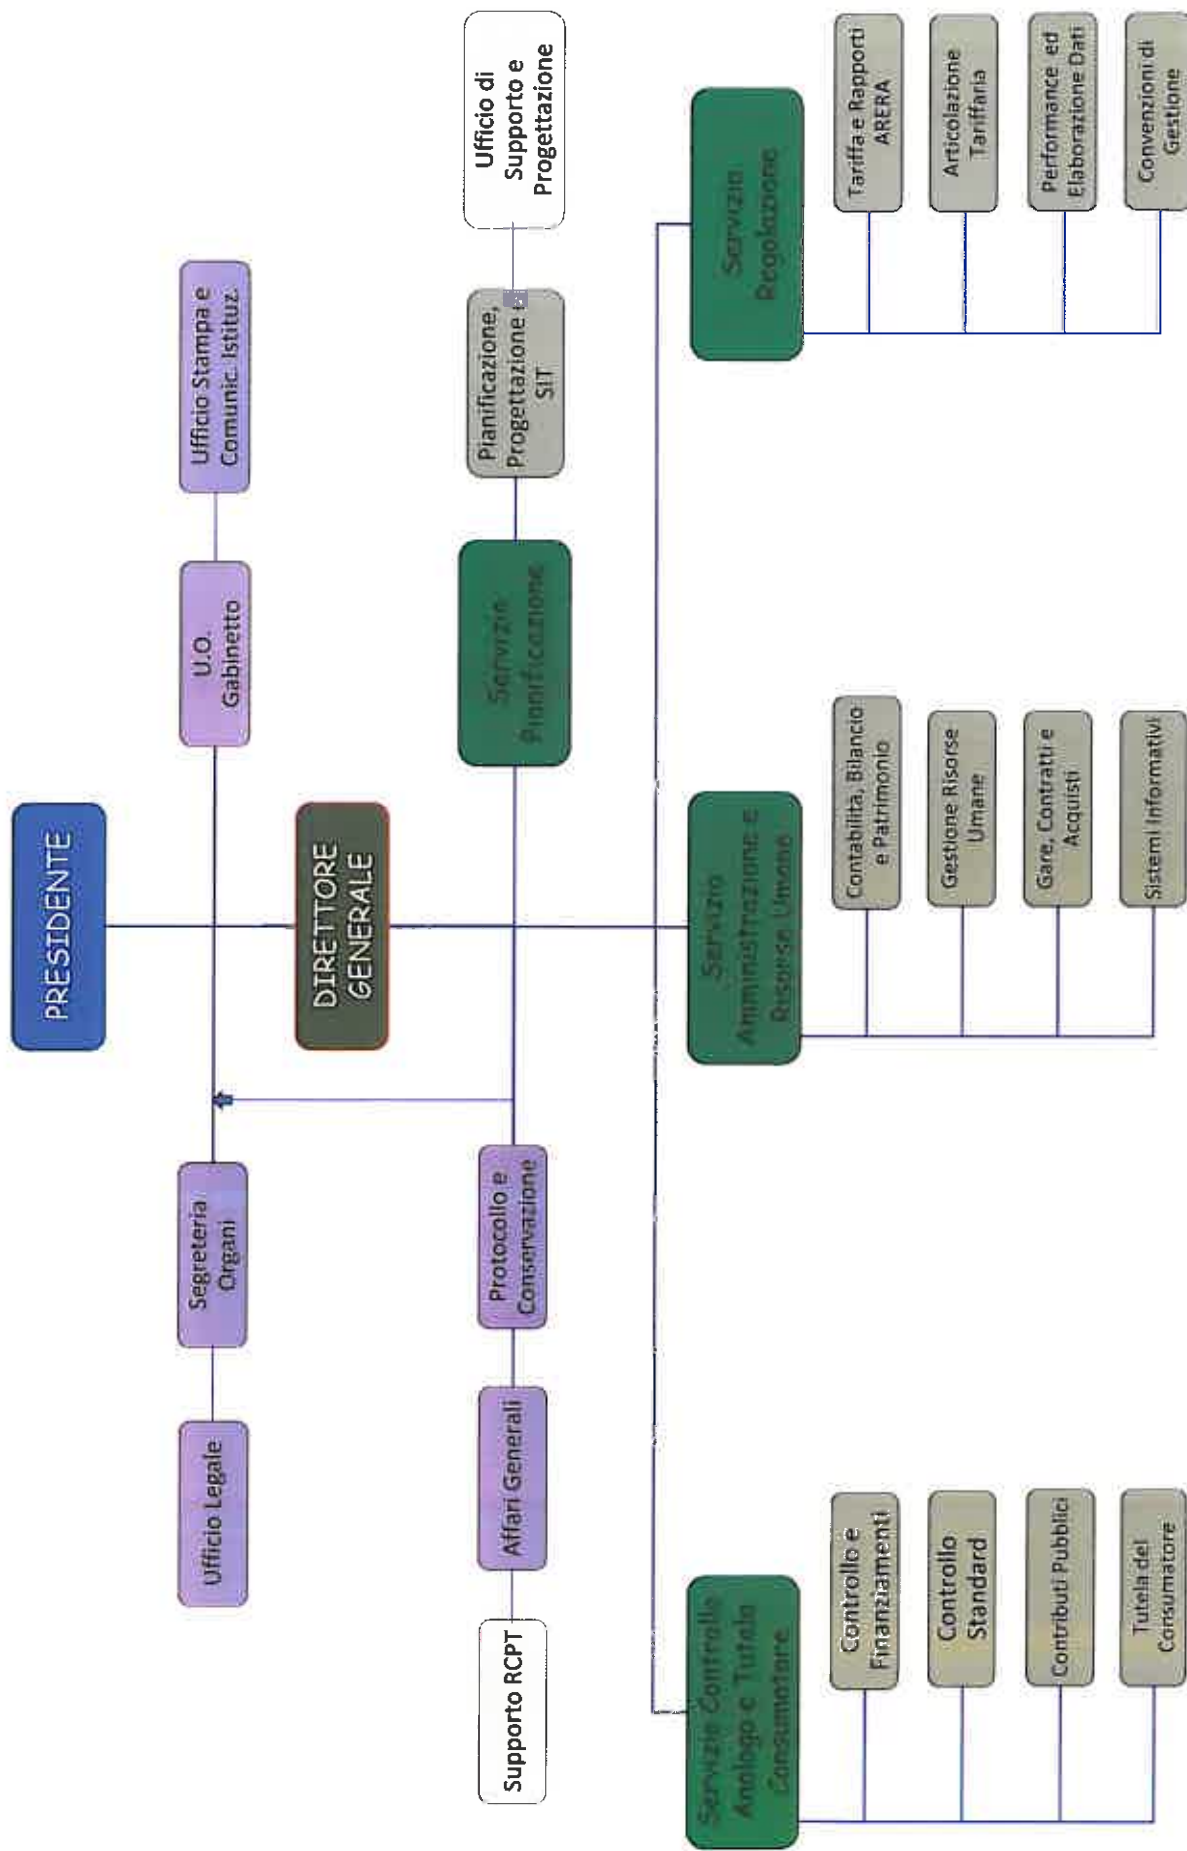 PRESIDENTE
Ufficio Legale
Segreteria
Organi
U.O.
Gabinetto
Ufficio Stampa e
Comunic. Istituz.
DIRETTORE
GENERALE
Supporto RCPT
Affari Generali
Protocollo e
Conservazione
Servizio
Pianificazione
Pianificazione,
Progettazione e
SIT
Ufficio di
Supporto e
Progettazione
Servizio Controllo
Analogo e Tutela
Consumatore
Controllo e
Finanziamenti
Controllo
Standard
Contributi Pubblici
Tutela del
Consumatore
Servizio
Amministrazione e
Risorse Umane
Contabilità, Bilancio
e Patrimonio
Gestione Risorse
Umane
Gare, Contratti e
Acquisti
Sistemi Informativi
Servizio
Regolazione
Tariffa e Rapporti
ARERA
Articolazione
Tariffaria
Performance ed
Elaborazione Dati
Convenzioni di
Gestione